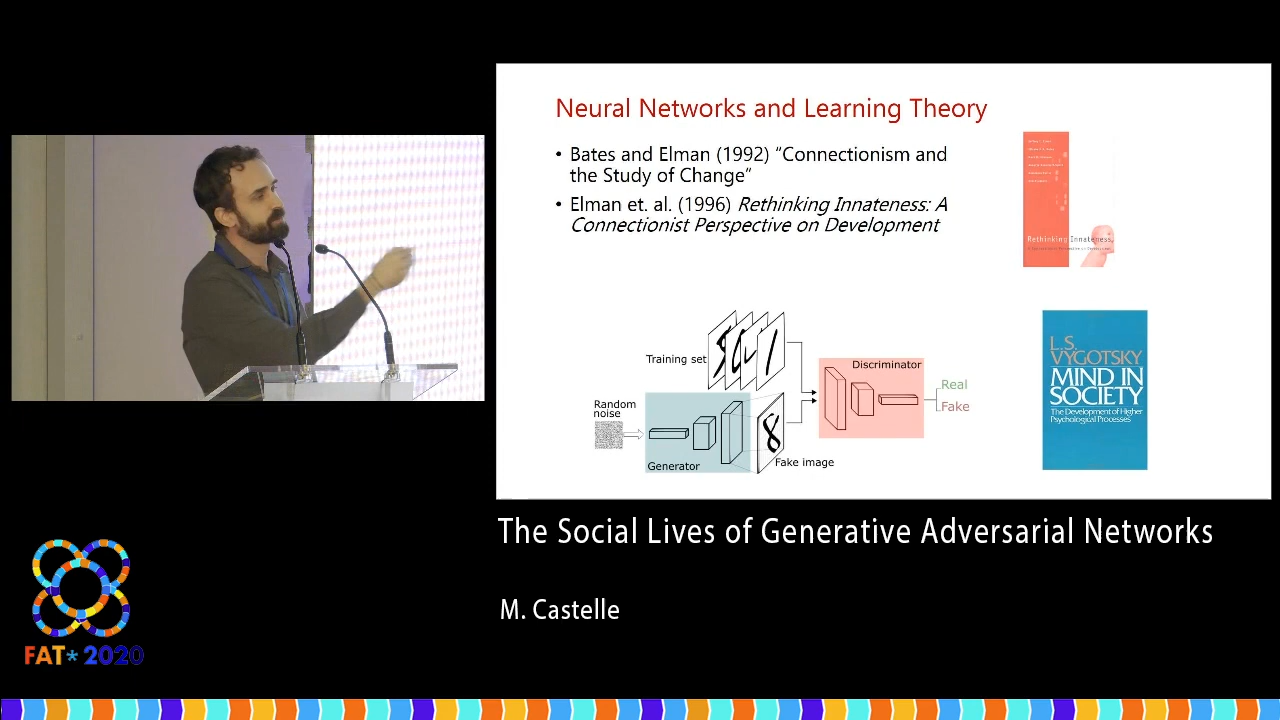 Neural Networks and Learning Theory
• Bates and Elman (1992) “Connectionism and
the Study of Change”
• Elman et. al. (1996) Rethinking Innateness: A
Connectionist Perspective on Development
Rethinking Innateness
Training set
Discriminator
Real
Fake
Random
noise
Generator
Fake image
L.S.
VYGOTSKY
MIND IN
SOCIETY
The Development of Higher
Psychological Processes
The Social Lives of Generative Adversarial Networks
M. Castelle
FAT* 2020